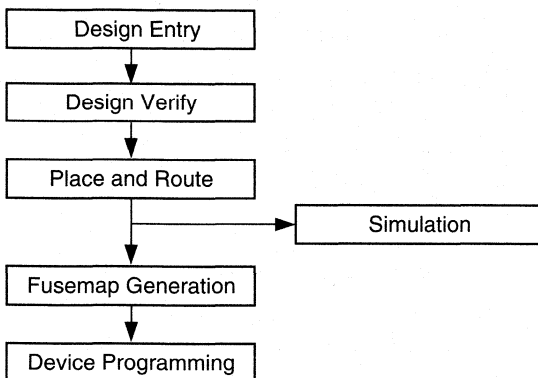 Design Entry
Design Verify
Place and Route
Simulation
Fusemap Generation
Device Programming